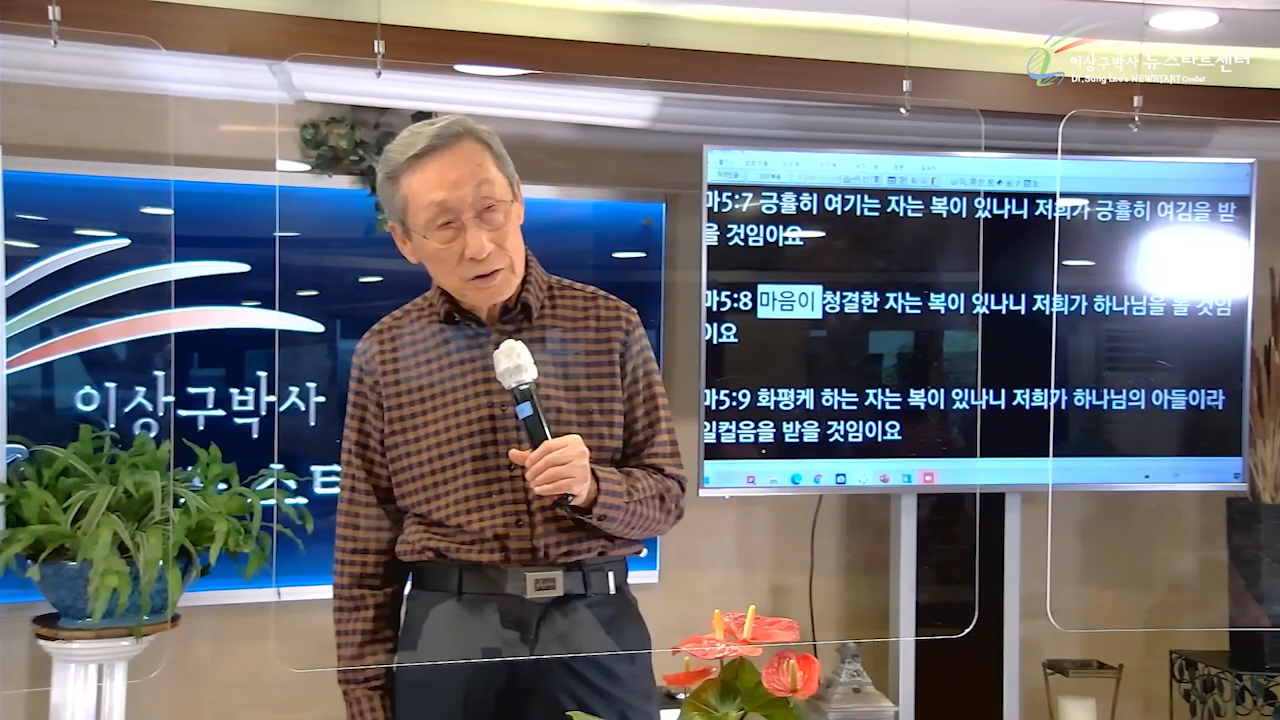 이상구박사 뉴스타트센터
Dr. Sang Lee's NEWSTART Center
마5:7 긍휼히 여기는 자는 복이 있나니 저희가 긍휼히 여김을 받
을 것임이요
마5:8 마음이 청결한 자는 복이 있나니 저희가 하나님을 볼 것임
이요
마5:9 화평케 하는 자는 복이 있나니 저희가 하나님의 아들이라
일컬음을 받을 것임이요
이상구박사
스타